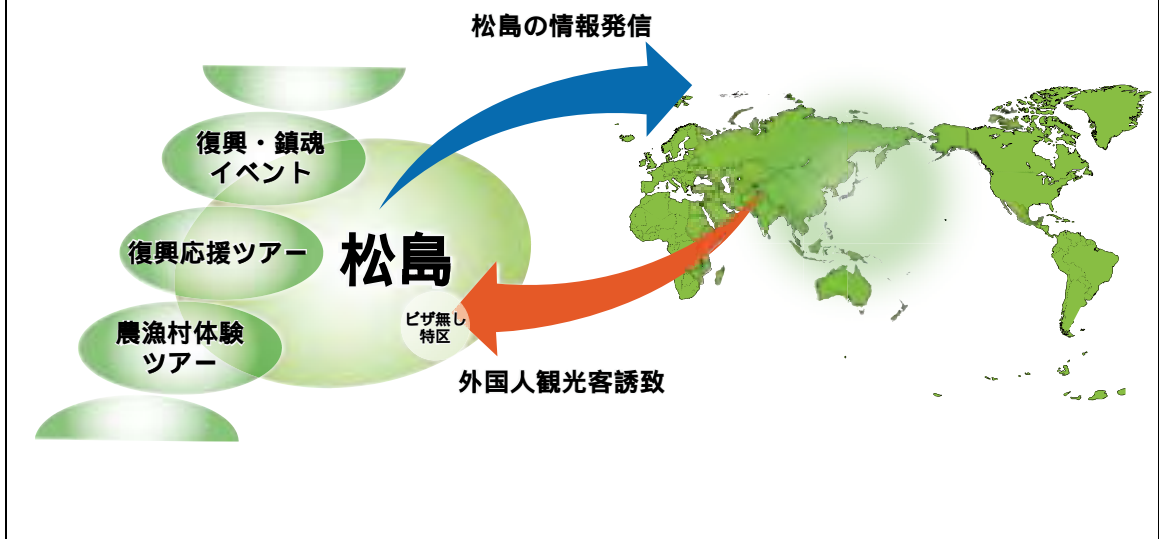 松島の情報発信
復興・鎮魂
イベント
復興応援ツアー
松島
農漁村体験
ツアー
ビザ無し
特区
外国人観光客誘致